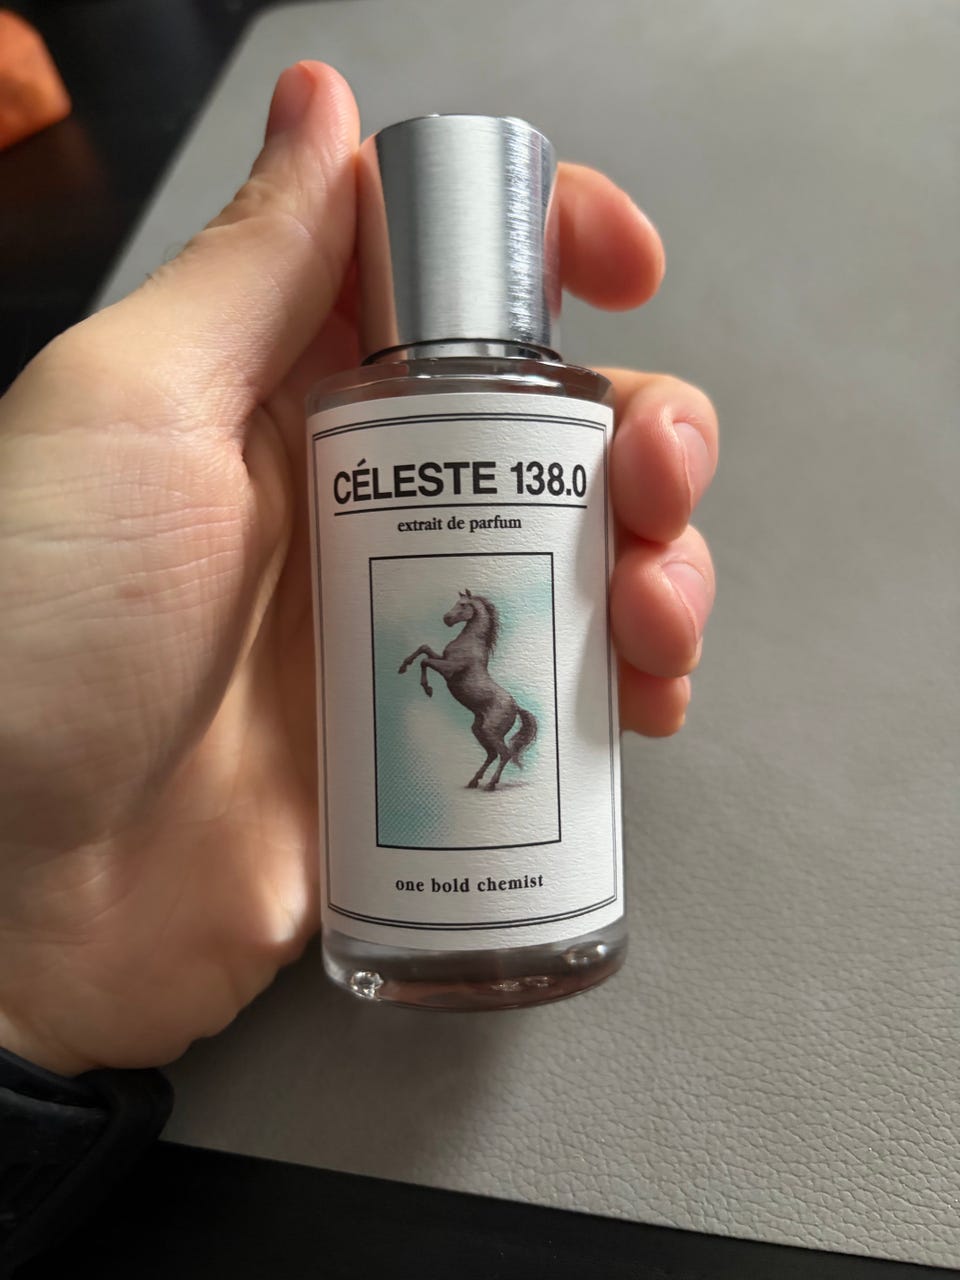 CÉLESTE 138.0
extrait de parfum
one bold chemist